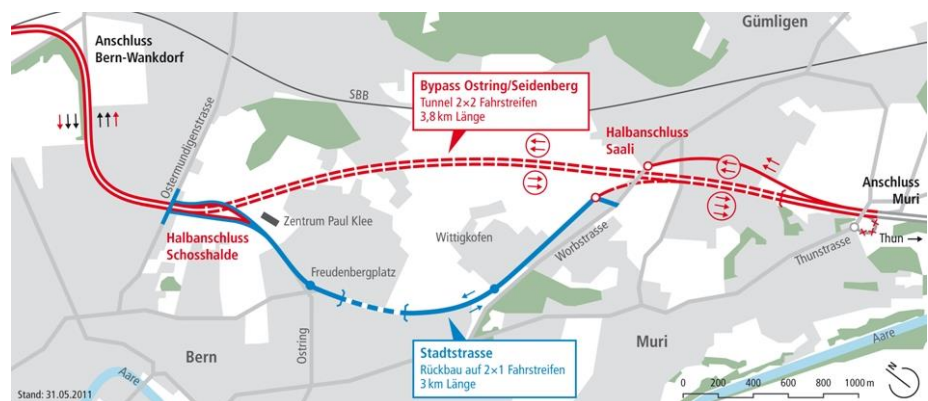 Gümligen
Anschluss
Bern-Wankdorf
SBB
Bypass Ostring/Seidenberg
Tunnel 2×2 Fahrstreifen
3,8 km Länge
Ostermundigenstrasse
Halbanschluss
Saali
Anschluss
Muri
Zentrum Paul Klee
Halbanschluss
Schosshalde
Wittigkofen
Worbstrasse
Thunstrasse
Thun
Freudenbergplatz
Ostring
Bern
Muri
Stadtstrasse
Rückbau auf 2×1 Fahrstreifen
3 km Länge
Aare
Aare
Stand: 31.05.2011
0 200 400 600 800 1000 m
N